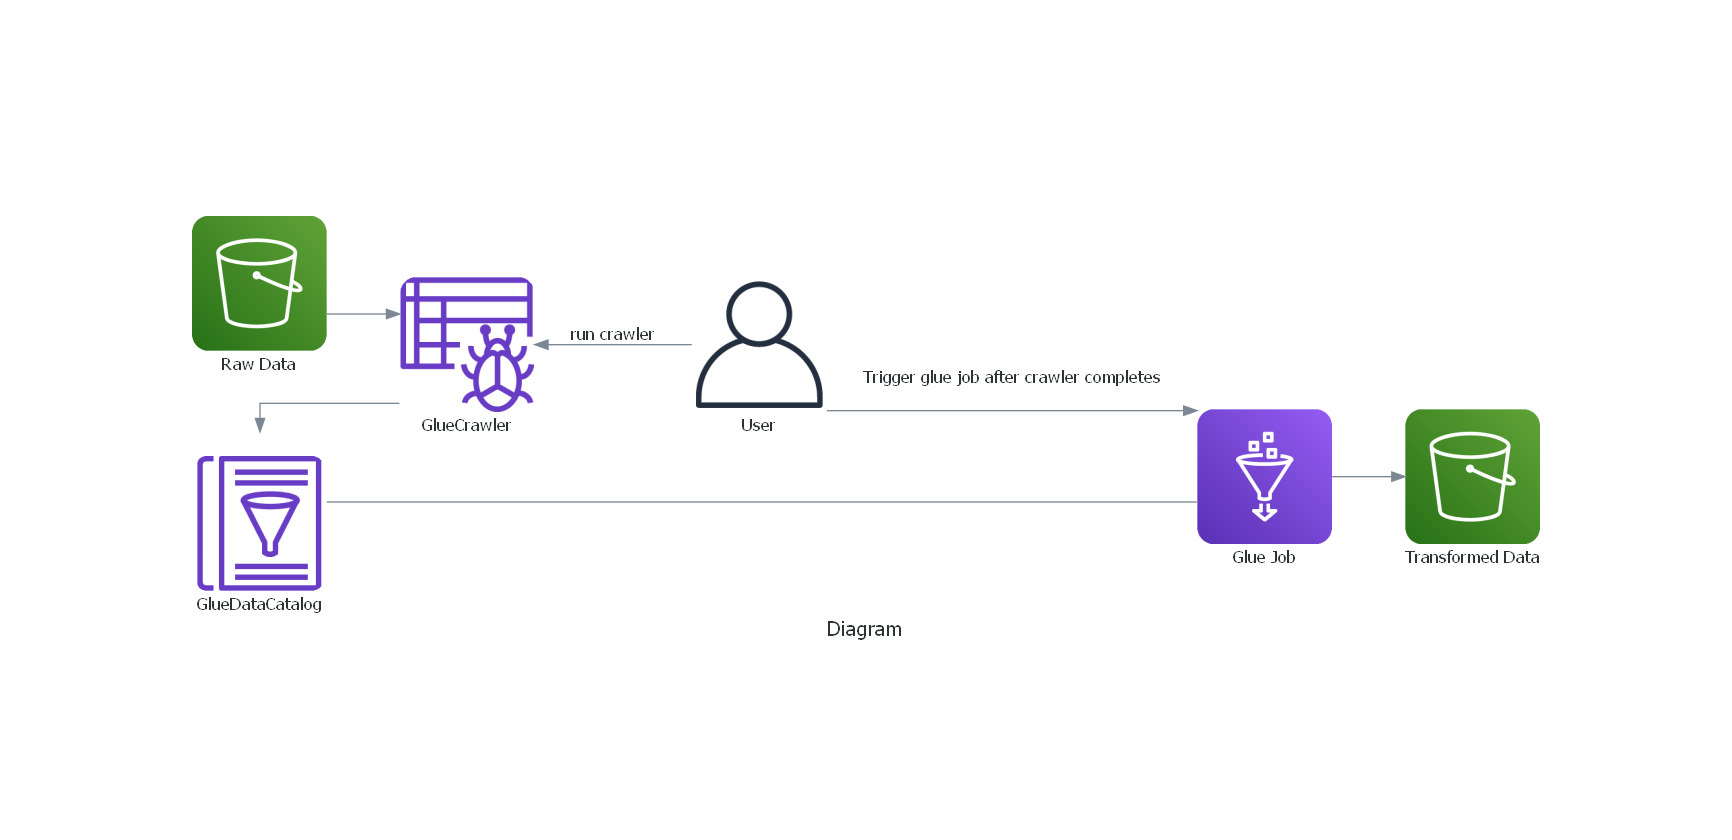 Raw Data
GlueCrawler
run crawler
User
Trigger glue job after crawler completes
GlueDataCatalog
Glue Job
Transformed Data
Diagram